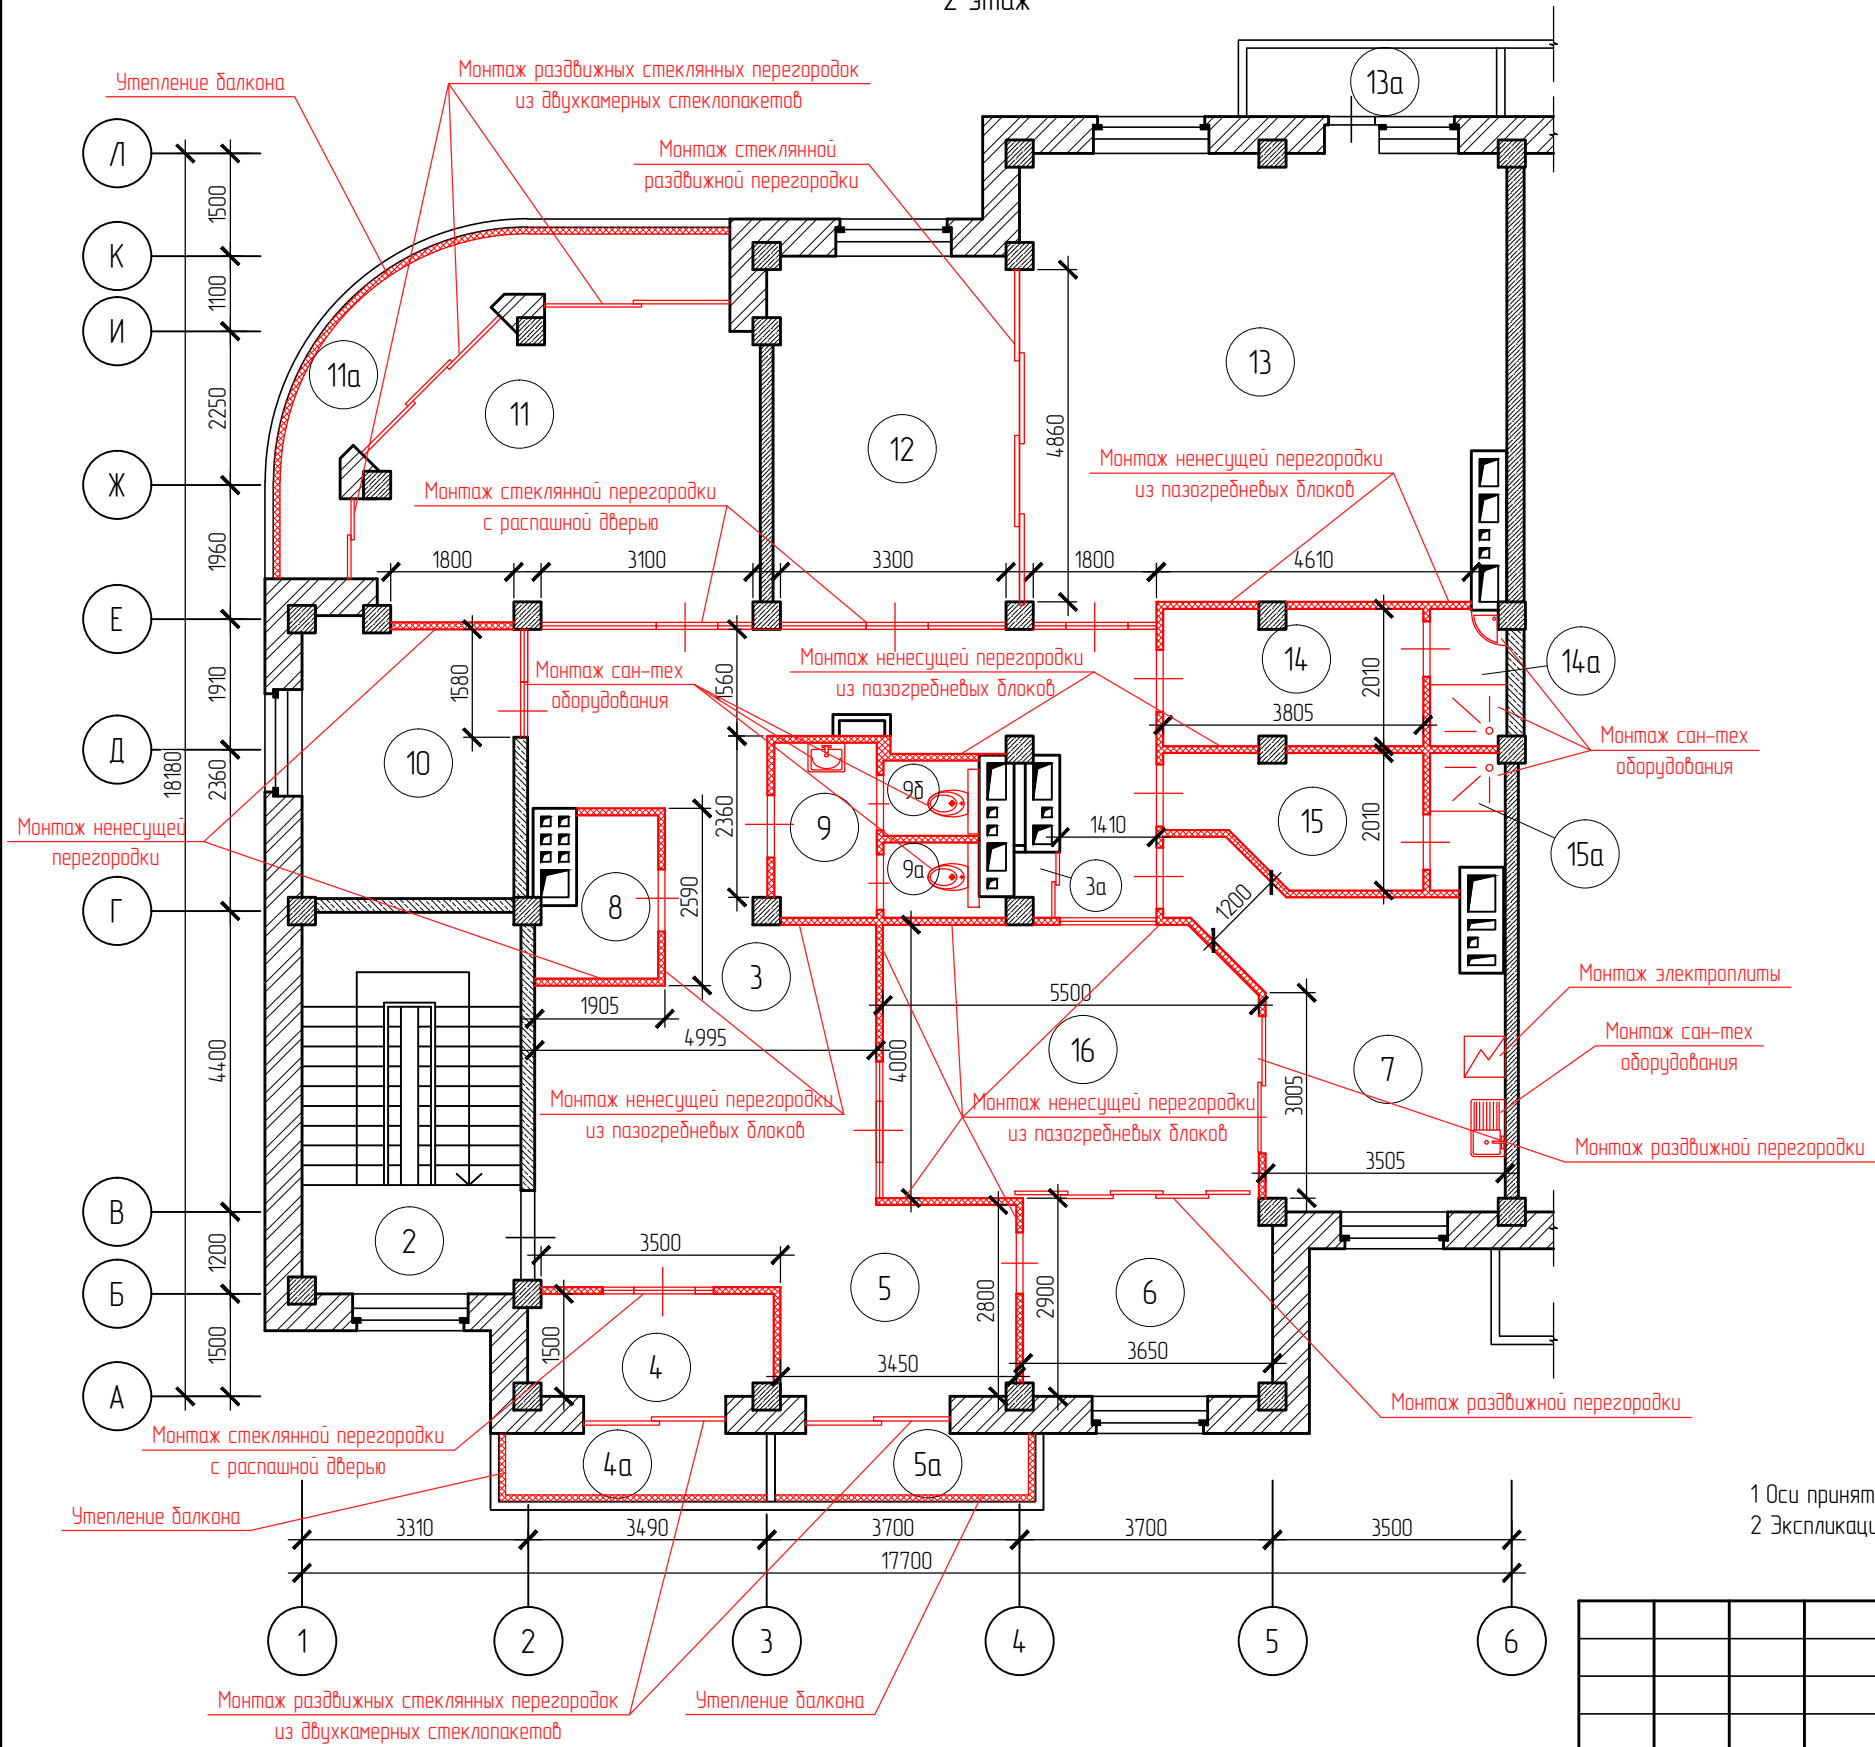 2 этаж
Утепление балкона
Монтаж раздвижных стеклянных перегородок
из двухкамерных стеклопакетов
13а
Монтаж стеклянной
раздвижной перегородки
Л
К
И
Ж
Е
Д
Г
В
Б
А
1500
1100
2250
1960
1910
2360
4400
1200
1500
18180
11а
11
12
13
4860
Монтаж ненесущей перегородки
из пазогребневых блоков
Монтаж стеклянной перегородки
с распашной дверью
1800
3100
3300
1800
4610
1580
Монтаж сан-тех
оборудования
1560
Монтаж ненесущей перегородки
из пазогребневых блоков
14
2010
14а
3805
Монтаж сан-тех
оборудования
10
9
9б
9а
2360
1410
15
2010
15а
3а
Монтаж ненесущей
перегородки
8
2590
1200
3
1905
4995
5500
4000
16
7
3005
Монтаж электроплиты
Монтаж сан-тех
оборудования
Монтаж ненесущей перегородки
из пазогребневых блоков
Монтаж ненесущей перегородки
из пазогребневых блоков
Монтаж раздвижной перегородки
3505
2
3500
5
2800
2900
6
1500
4
3450
3650
Монтаж раздвижной перегородки
Монтаж стеклянной перегородки
с распашной дверью
4а
5а
Утепление балкона
1 Оси принят
2 Экспликаци
3310
3490
3700
3700
3500
17700
1
2
3
4
5
6
Монтаж раздвижных стеклянных перегородок
из двухкамерных стеклопакетов
Утепление балкона